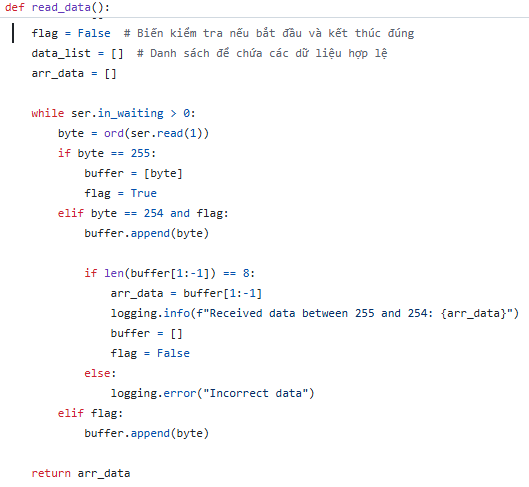 def read_data():
    flag = False  # Biến kiểm tra nếu bắt đầu và kết thúc đúng
    data_list = []  # Danh sách để chứa các dữ liệu hợp lệ
    arr_data = []
    while ser.in_waiting > 0:
        byte = ord(ser.read(1))
        if byte == 255:
            buffer = [byte]
            flag = True
        elif byte == 254 and flag:
            buffer.append(byte)
            if len(buffer[1:-1]) == 8:
                arr_data = buffer[1:-1]
                logging.info(f"Received data between 255 and 254: {arr_data}")
                buffer = []
                flag = False
            else:
                logging.error("Incorrect data")
        elif flag:
            buffer.append(byte)
    return arr_data